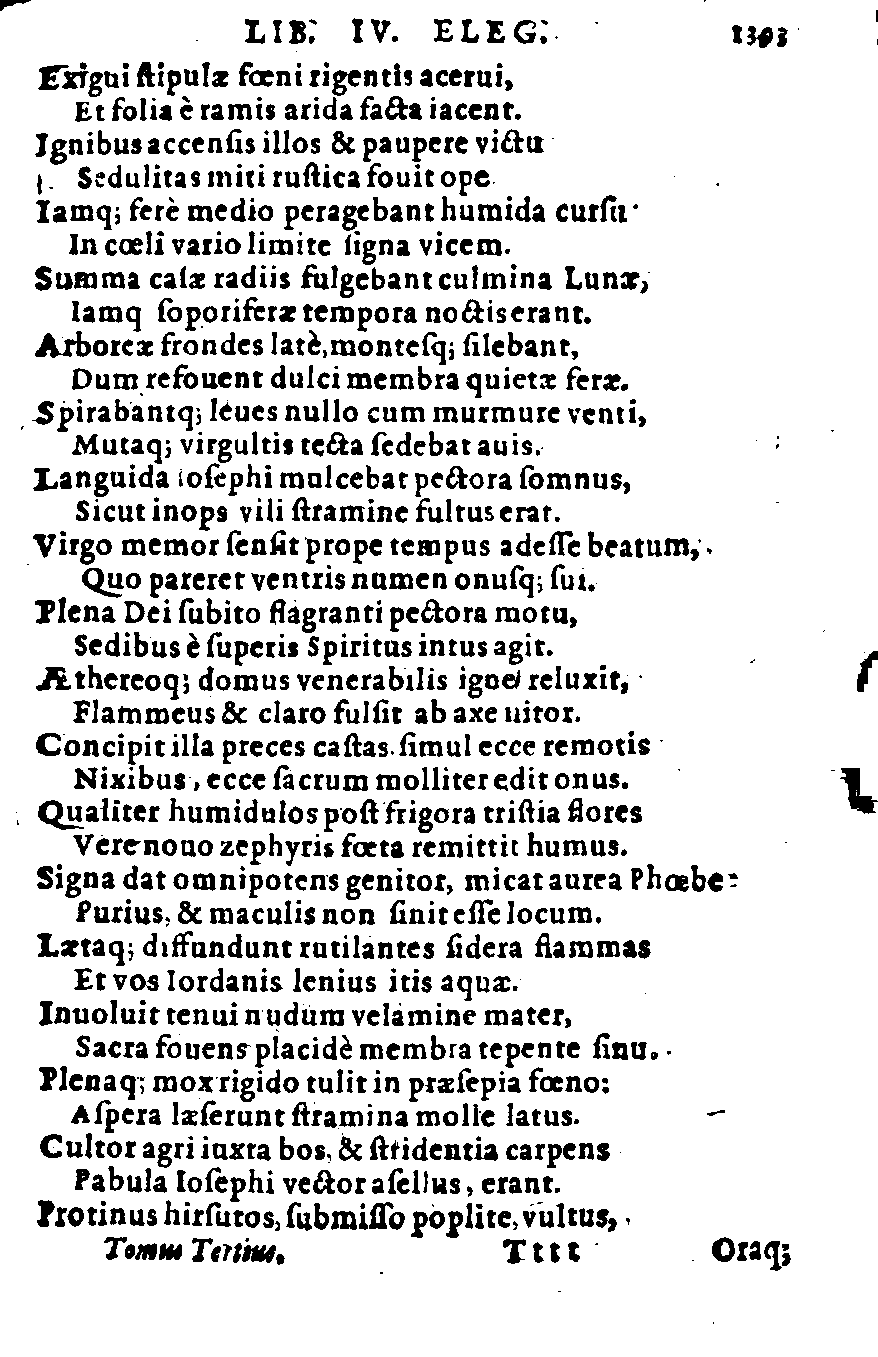 LIB. IV. ELEG. 1393
Exigui ſtipulæ fœni rigentis acerui,
Et folia è ramis arida facta iacent.
Ignibus accenſis illos & paupere victu
Sedulitas miti ruſtica fouit ope.
Iamq; ferè medio peragebant humida curſu
In cœli vario limite ſigna vicem.
Summa caſæ radiis fulgebant culmina Lunæ,
Iamq ſoporiferæ tempora noctis erant.
Arboreæ frondes latè, monteſq; ſilebant,
Dum refouent dulci membra quietæ feræ.
Spirabantq; leues nullo cum murmure venti,
Mutaq; virgultis tecta ſedebat auis.
Languida Ioſephi mulcebat pectora ſomnus,
Sicut inops vili ſtramine fultus erat.
Virgo memor ſenſit prope tempus adeſſe beatum,
Quo pareret ventris numen onuſq; ſui.
Plena Dei ſubito flagranti pectora motu,
Sedibus è ſuperis Spiritus intus agit.
Æthereoq; domus venerabilis igne reluxit,
Flammeus & claro fulſit ab axe nitor.
Concipit illa preces caſtas. ſimul ecce remotis
Nixibus, ecce ſacrum molliter edit onus.
Qualiter humidulos poſt frigora triſtia flores
Vere nouo zephyris fœta remittit humus.
Signa dat omnipotens genitor, micat aurea Phœbe
Purius, & maculis non ſinit eſſe locum.
Lætaq; diffundunt rutilantes ſidera flammas
Et vos Iordanis lenius itis aquæ.
Inuoluit tenui nudum velamine mater,
Sacra fouens placidè membra tepente ſinu.
Plenaq; mox rigido tulit in præſepia fœno:
Aſpera læſerunt ſtramina molle latus.
Cultor agri iuxta bos, & ſtridentia carpens
Pabula Ioſephi vector aſellus, erant.
Protinus hirſutos, ſubmiſſo poplite, vultus,
Tomus Tertius. Tttt Oraq;